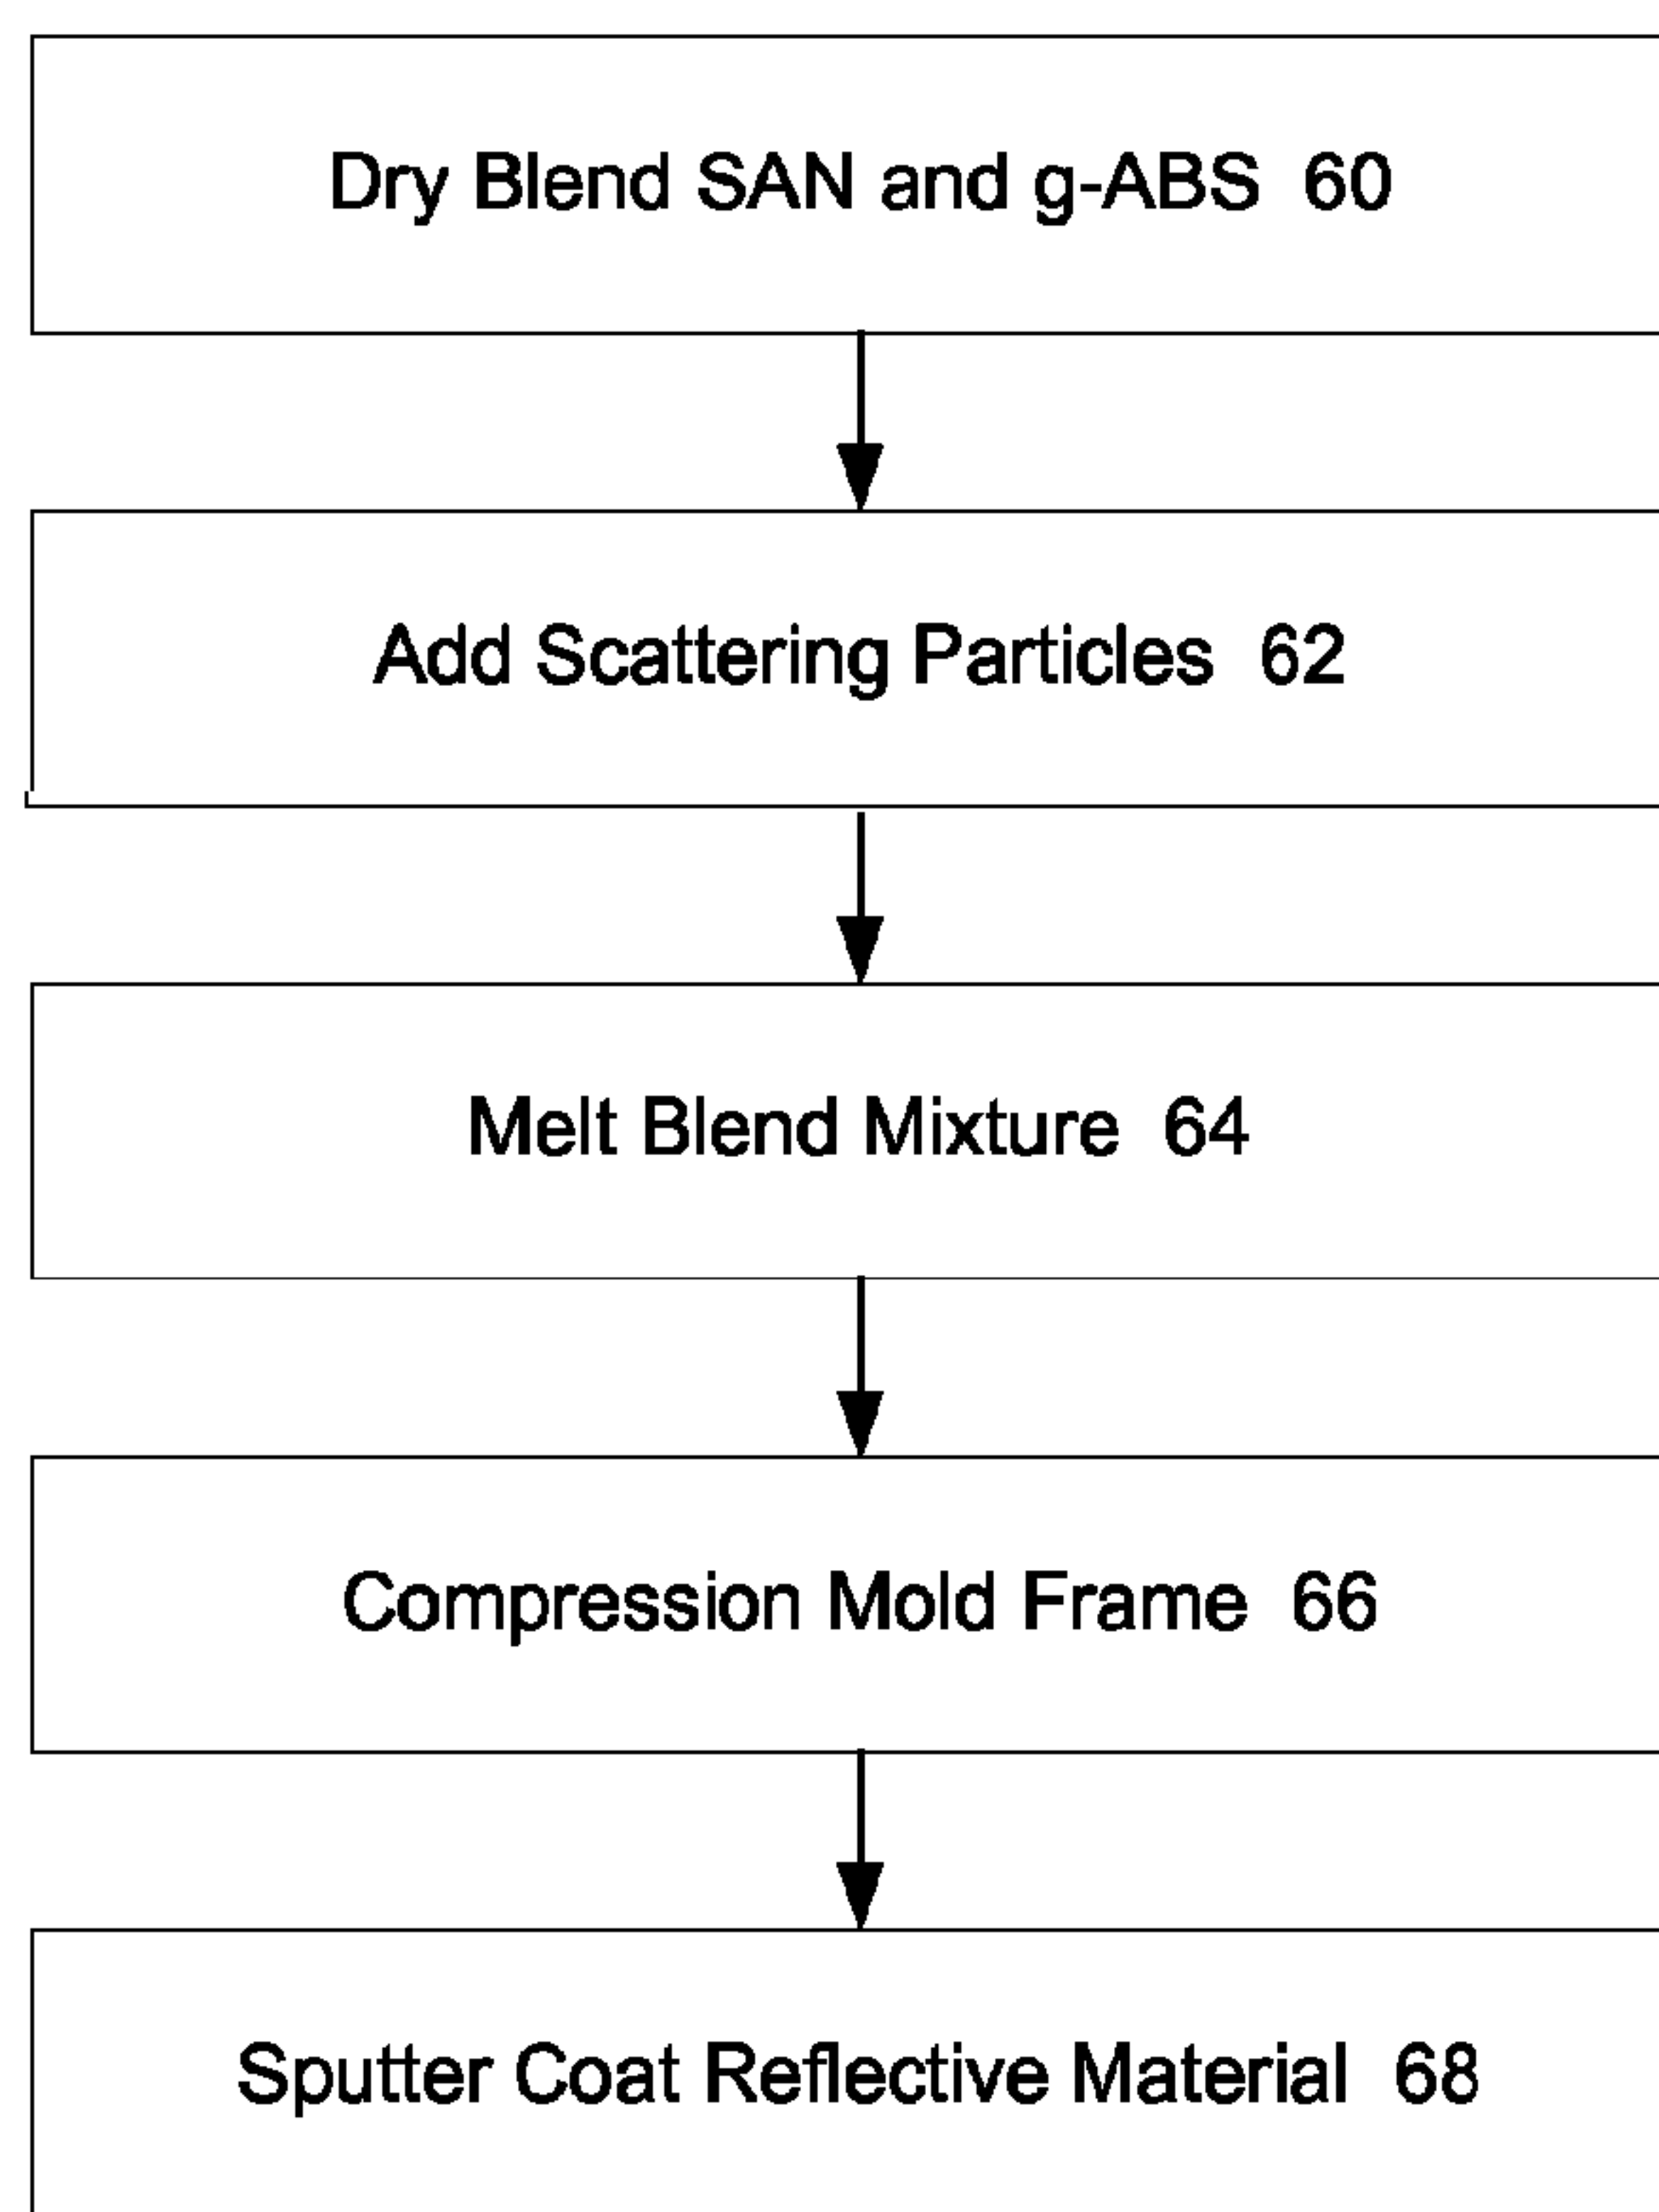 Dry Blend SAN and g-ABS 60
Add Scattering Particles 62
Melt Blend Mixture 64
Compression Mold Frame 66
Sputter Coat Reflective Material 68